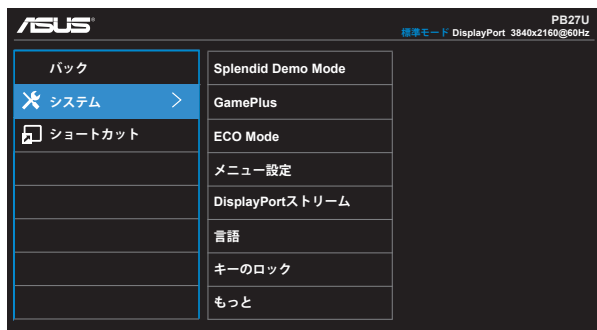 ASUS
PB27U
標準モード DisplayPort 3840x2160@60Hz
バック
システム
ショートカット
Splendid Demo Mode
GamePlus
ECO Mode
メニュー設定
DisplayPortストリーム
言語
キーのロック
もっと